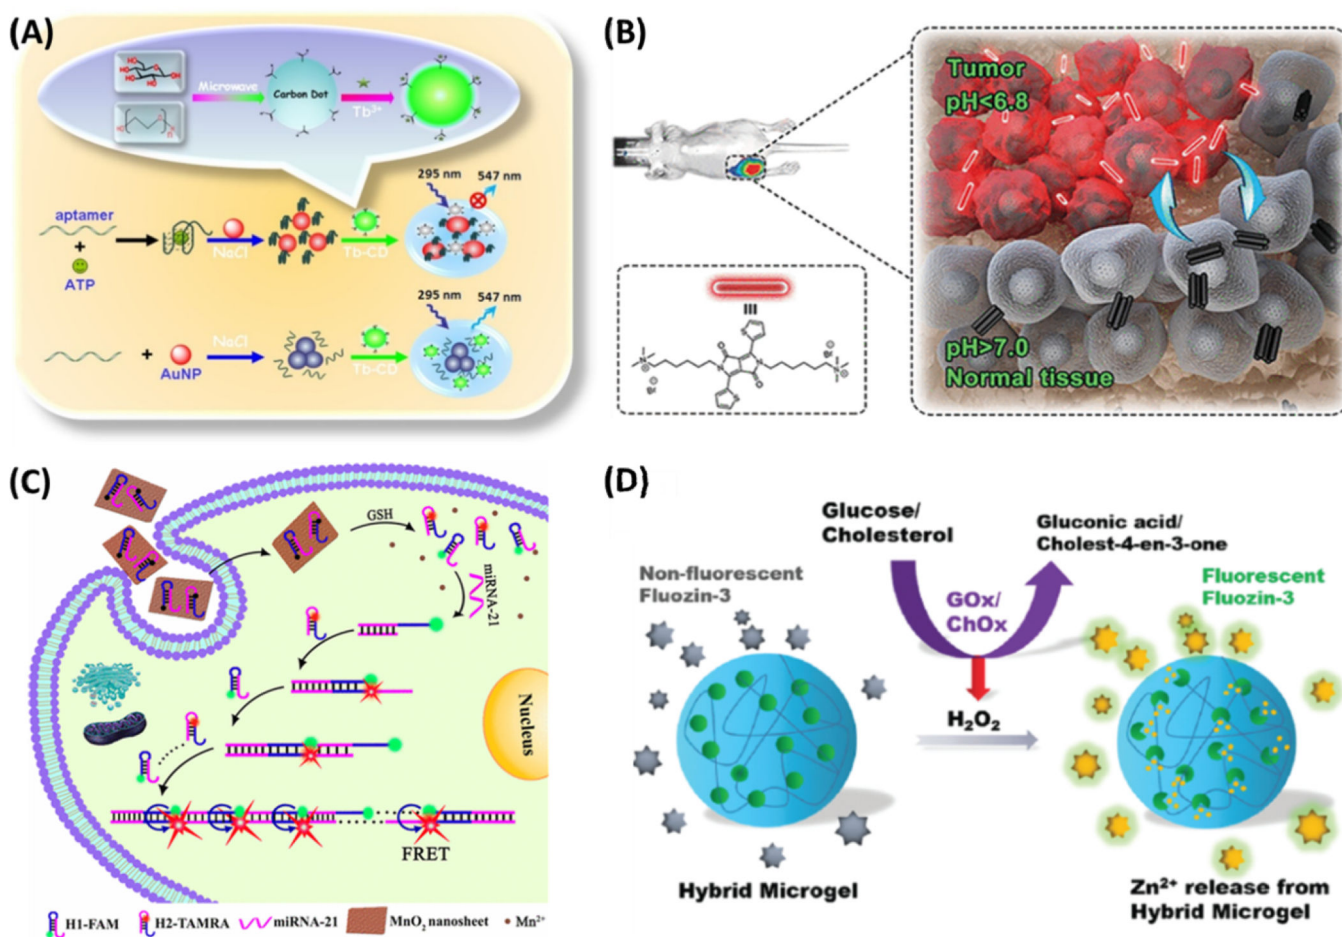 (A)
Microwave
Carbon Dot
Tb³⁺
295 nm
547 nm
aptamer
+
ATP
NaCl
Tb-CD
295 nm
547 nm
+
AuNP
NaCl
Tb-CD
(B)
Tumor
pH<6.8
pH>7.0
Normal tissue
(C)
GSH
miRNA-21
Nucleus
FRET
H1-FAM
H2-TAMRA
miRNA-21
MnO₂ nanosheet
Mn²⁺
(D)
Glucose/
Cholesterol
Gluconic acid/
Cholest-4-en-3-one
Non-fluorescent
Fluozin-3
GOx/
ChOx
Fluorescent
Fluozin-3
H₂O₂
Hybrid Microgel
Zn²⁺ release from
Hybrid Microgel